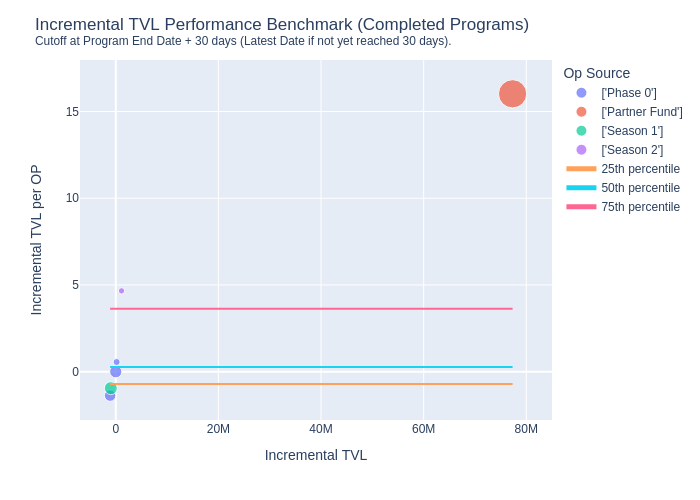 Incremental TVL Performance Benchmark (Completed Programs)
Cutoff at Program End Date + 30 days (Latest Date if not yet reached 30 days).
Op Source
['Phase 0']
['Partner Fund']
['Season 1']
['Season 2']
25th percentile
50th percentile
75th percentile
Incremental TVL per OP
15
10
5
0
0
20M
40M
60M
80M
Incremental TVL